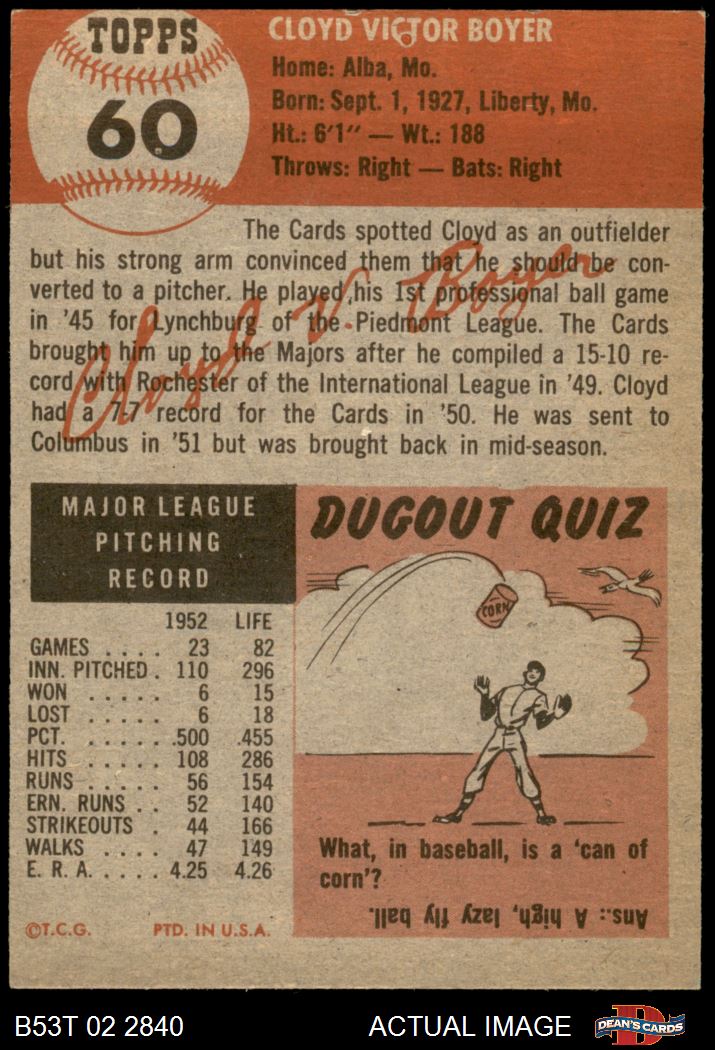 TOPPS
60
CLOYD VICTOR BOYER
Home: Alba, Mo.
Born: Sept. 1, 1927, Liberty, Mo.
Ht.: 6'1" — Wt.: 188
Throws: Right — Bats: Right
The Cards spotted Cloyd as an outfielder
but his strong arm convinced them that he should be con-
verted to a pitcher. He played his 1st professional ball game
in '45 for Lynchburg of the Piedmont League. The Cards
brought him up to the Majors after he compiled a 15-10 re-
cord with Rochester of the International League in '49. Cloyd
had a 7-7 record for the Cards in '50. He was sent to
Columbus in '51 but was brought back in mid-season.
Cloyd V. Boyer
MAJOR LEAGUE
PITCHING
RECORD
1952 LIFE
GAMES .... 23 82
INN. PITCHED . 110 296
WON ..... 6 15
LOST ..... 6 18
PCT. ...... .500 .455
HITS ...... 108 286
RUNS ..... 56 154
ERN. RUNS .. 52 140
STRIKEOUTS . 44 166
WALKS .... 47 149
E. R. A. ..... 4.25 4.26
©T.C.G. PTD. IN U.S.A.
DUGOUT QUIZ
CORN
What, in baseball, is a 'can of
corn'?
Ans.: A high, lazy fly ball.
B53T 02 2840
ACTUAL IMAGE
D
DEAN'S CARDS